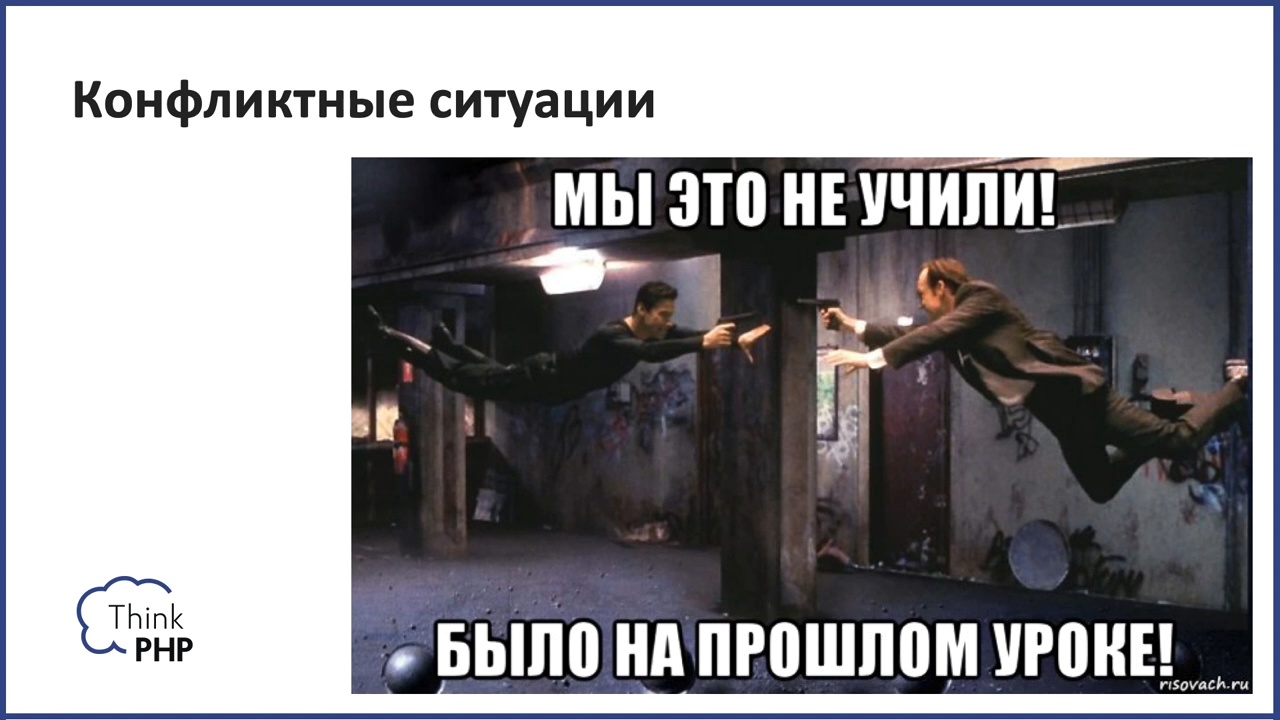 Конфликтные ситуации
МЫ ЭТО НЕ УЧИЛИ!
БЫЛО НА ПРОШЛОМ УРОКЕ!
risovach.ru
Think
PHP